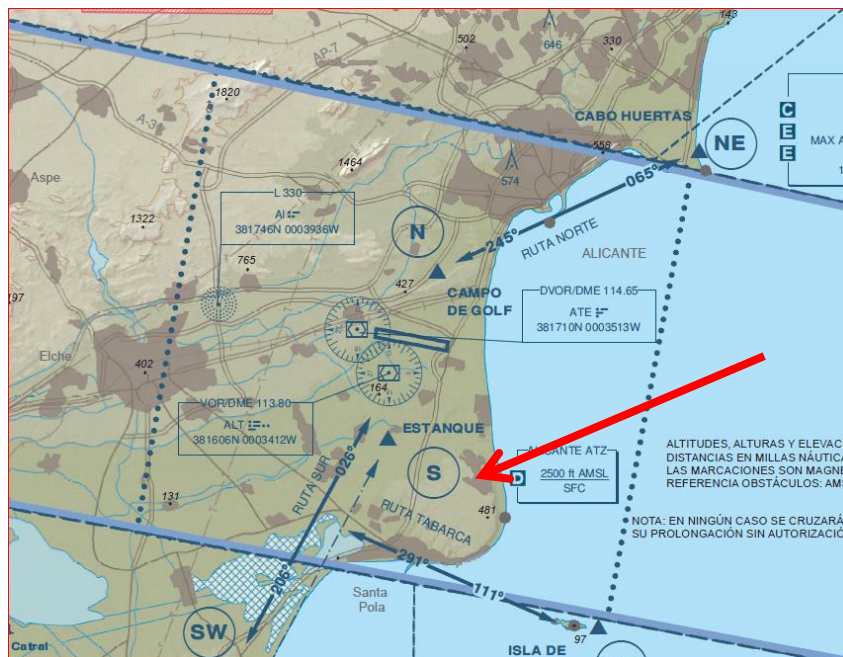 143
502
646
330
AP-7
1820
CABO HUERTAS
C
E
E
MAX A
1
NE
A-3
1464
558
574
Aspe
065°
L 330
AI
381746N 0003936W
N
245°
RUTA NORTE
ALICANTE
1322
765
427
CAMPO
DE GOLF
DVOR/DME 114.65
ATE
381710N 0003513W
97
Elche
402
164
VOR/DME 113.80
ALT
381606N 0003412W
ESTANQUE
ALICANTE ATZ
D
2500 ft AMSL
SFC
S
RUTA SUR
026°
ALTITUDES, ALTURAS Y ELEVAC
DISTANCIAS EN MILLAS NÁUTICA
LAS MARCACIONES SON MAGNE
REFERENCIA OBSTÁCULOS: AMS
131
481
RUTA TABARCA
NOTA: EN NINGÚN CASO SE CRUZARÁ
SU PROLONGACIÓN SIN AUTORIZACIÓ
291°
206°
111°
Santa
Pola
SW
Catral
97
ISLA DE